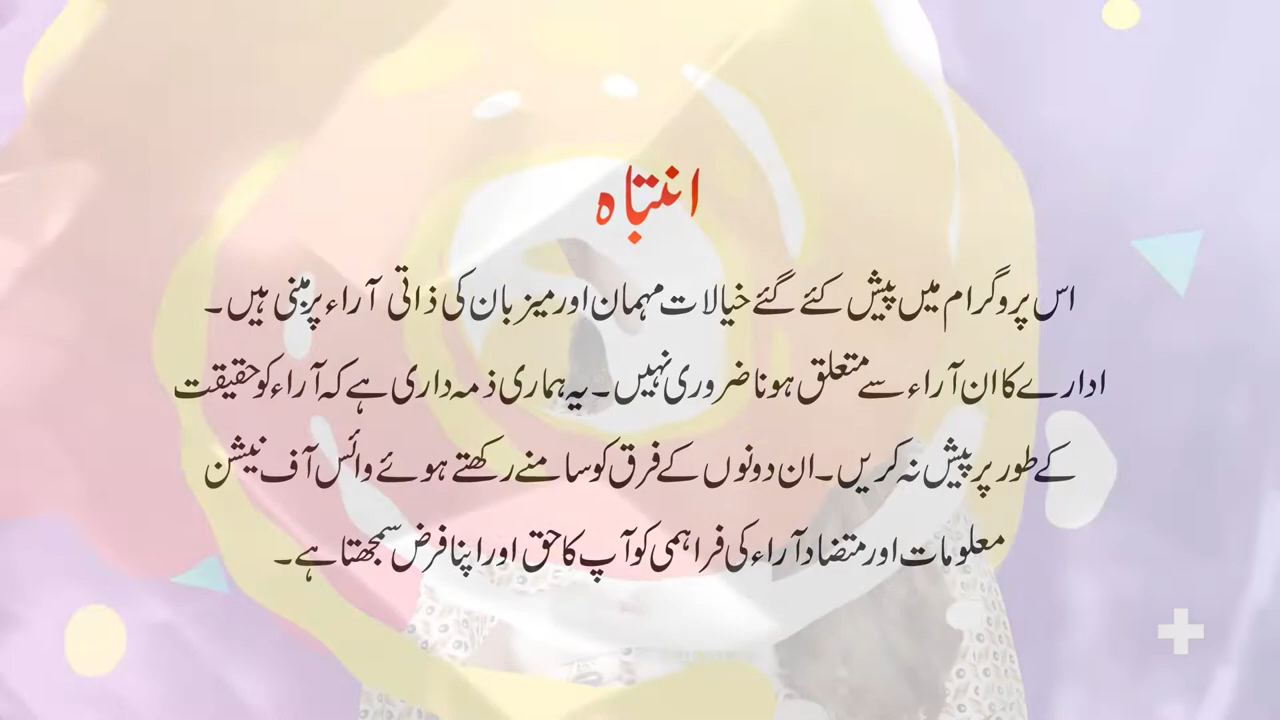 انتباہ
اس پروگرام میں پیش کئے گئے خیالات مہمان اور میزبان کی ذاتی آراء پر مبنی ہیں۔
ادارے کا ان آراء سے متعلق ہونا ضروری نہیں۔ یہ ہماری ذمہ داری ہے کہ آراء کو حقیقت
کے طور پر پیش نہ کریں۔ ان دونوں کے فرق کو سامنے رکھتے ہوئے وائس آف نیشن
معلومات اور متضاد آراء کی فراہمی کو آپ کا حق اور اپنا فرض سمجھتا ہے۔